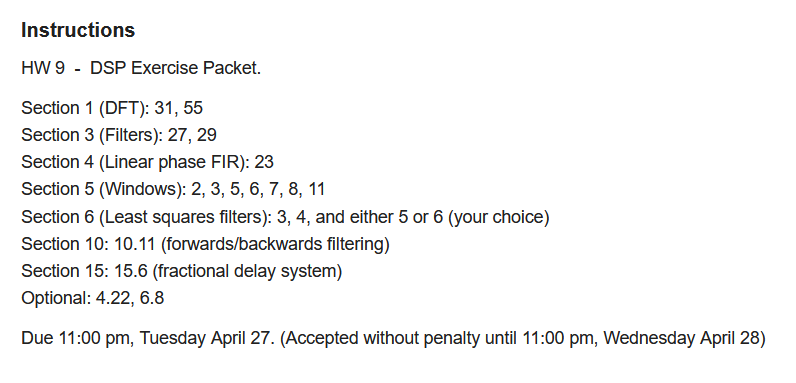 Instructions
HW 9  -  DSP Exercise Packet.
Section 1 (DFT): 31, 55
Section 3 (Filters): 27, 29
Section 4 (Linear phase FIR): 23
Section 5 (Windows): 2, 3, 5, 6, 7, 8, 11
Section 6 (Least squares filters): 3, 4, and either 5 or 6 (your choice)
Section 10: 10.11 (forwards/backwards filtering)
Section 15: 15.6 (fractional delay system)
Optional: 4.22, 6.8
Due 11:00 pm, Tuesday April 27. (Accepted without penalty until 11:00 pm, Wednesday April 28)